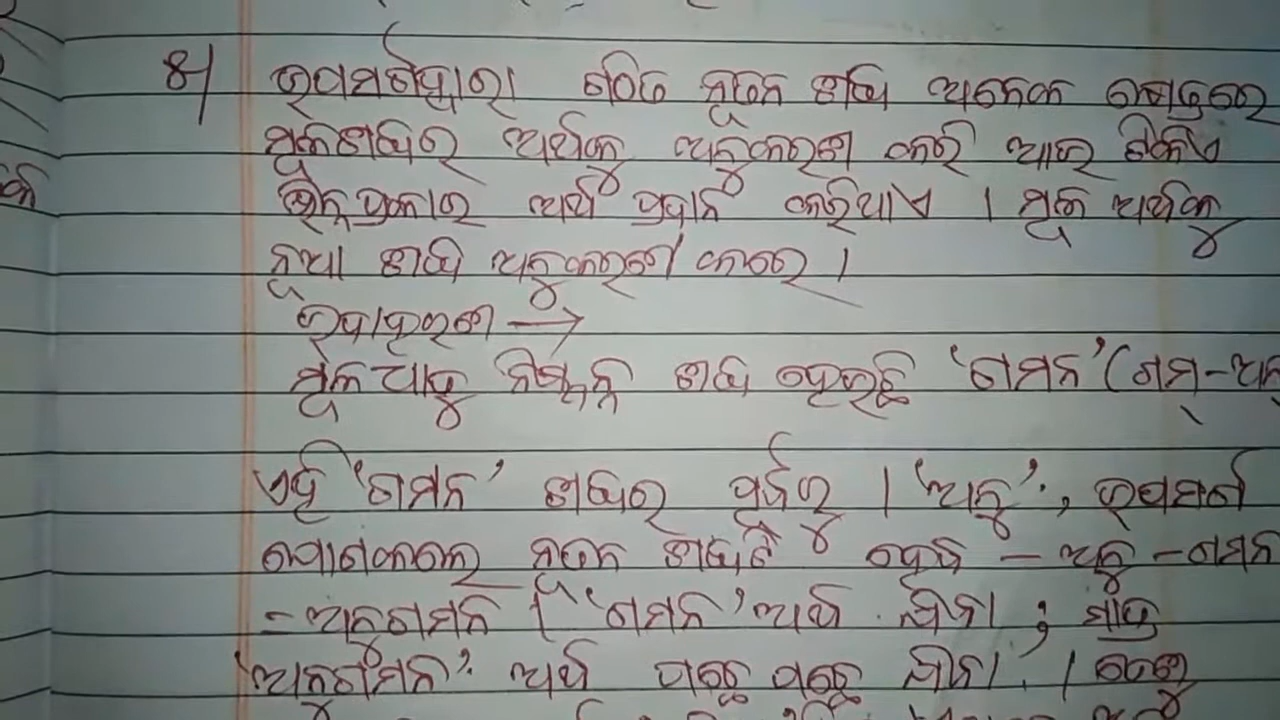 ୪। ଉପସର୍ଗଦ୍ୱାରା ଗଠିତ ନୂତନ ଶବ୍ଦ ଅନେକ କ୍ଷେତ୍ରରେ
ମୂଳଶବ୍ଦର ଅର୍ଥକୁ ଅନୁକରଣ କରି ଆଉ ଗୋଟିଏ
ଭିନ୍ନ ପ୍ରକାର ଅର୍ଥ ପ୍ରଦାନ କରିଥାଏ । ମୂଳ ଅର୍ଥକୁ
ନୂଆ ଶବ୍ଦ ଅନୁକରଣ କରେ ।
ଉଦାହରଣ →
ମୂଳ ଧାତୁ ନିଷ୍ପନ୍ନ ଶବ୍ଦ ହେଉଛି ‘ଗମନ’ (ଗମ୍-ଅନ
ଏହି ‘ଗମନ’ ଶବ୍ଦର ପୂର୍ବରୁ । ‘ଅନୁ’, ଉପସର୍ଗ
ଯୋଗକଲେ ନୂତନ ଶବ୍ଦଟି ହେବ – ଅନୁ – ଗମନ
– ଅନୁଗମନ । ‘ଗମନ’ ଅର୍ଥ ଯିବା ; ମାତ୍ର
‘ଅନୁଗମନ’ ଅର୍ଥ ପଛେ ପଛେ ଯିବା । ତେଣୁ